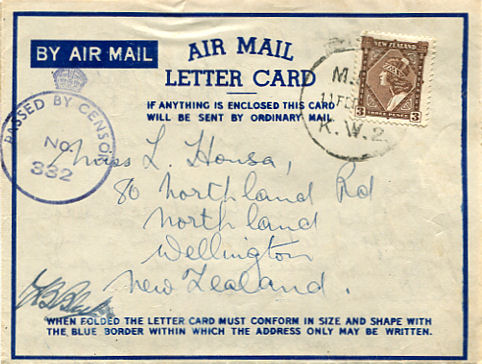 BY AIR MAIL
AIR MAIL
LETTER CARD
IF ANYTHING IS ENCLOSED THIS CARD
WILL BE SENT BY ORDINARY MAIL.
NEW ZEALAND
3 THREE PENCE 3
11 FE
K.W.2.
PASSED BY CENSOR
No.
332
Miss L. Housa,
80 Northland Rd
Northland
Wellington
New Zealand.
WHEN FOLDED THE LETTER CARD MUST CONFORM IN SIZE AND SHAPE WITH
THE BLUE BORDER WITHIN WHICH THE ADDRESS ONLY MAY BE WRITTEN.